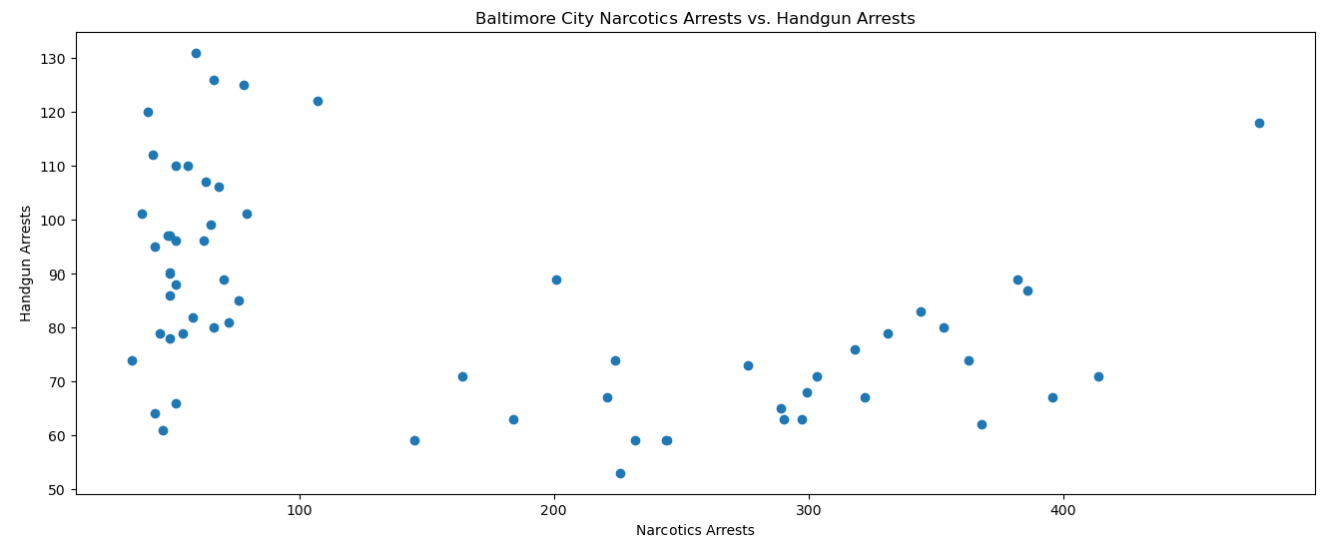 Baltimore City Narcotics Arrests vs. Handgun Arrests
130
120
110
100
90
80
70
60
50
Handgun Arrests
100 200 300 400
Narcotics Arrests